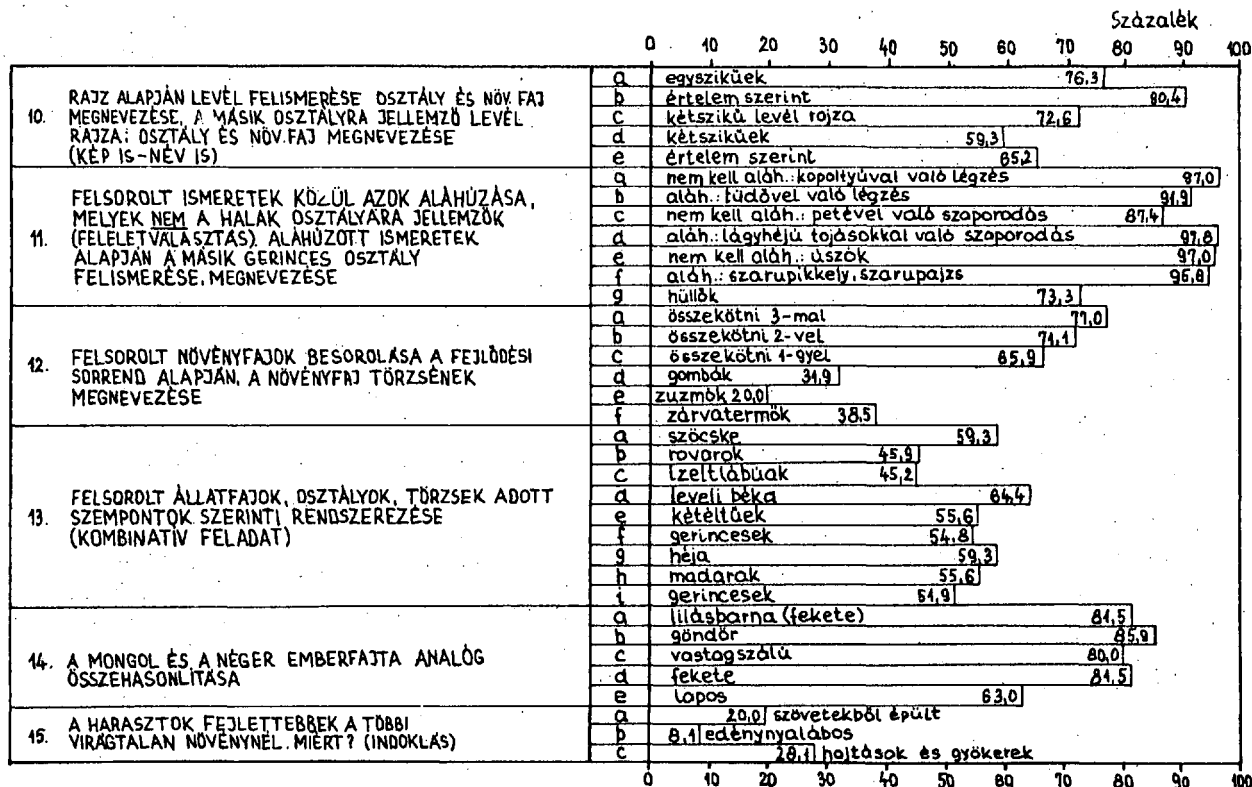 Százalék
0 10 20 30 40 50 60 70 80 90 100
10. RAJZ ALAPJÁN LEVÉL FELISMERÉSE OSZTÁLY ÉS NÖV. FAJ
MEGNEVEZÉSE, A MÁSIK OSZTÁLYRA JELLEMZŐ LEVÉL
RAJZA; OSZTÁLY ÉS NÖV. FAJ MEGNEVEZÉSE
(KÉP IS-NÉV IS)
a egyszikűek 76,3
b értelem szerint 90,4
c kétszikű levél rajza 72,6
d kétszikűek 59,3
e értelem szerint 65,2
11. FELSOROLT ISMERETEK KÖZÜL AZOK ALÁHÚZÁSA,
MELYEK NEM A HALAK OSZTÁLYÁRA JELLEMZŐK
(FELELETVÁLASZTÁS). ALÁHÚZOTT ISMERETEK
ALAPJÁN A MÁSIK GERINCES OSZTÁLY
FELISMERÉSE, MEGNEVEZÉSE
a nem kell aláh.: kopoltyúval való légzés 97,0
b aláh.: tüdővel való légzés 91,9
c nem kell aláh.: petével való szaporodás 87,4
d aláh.: lágyhéjú tojásokkal való szaporodás 97,8
e nem kell aláh.: úszók 97,0
f aláh.: szarupikkely, szarupajzs 95,8
g hüllők 73,3
12. FELSOROLT NÖVÉNYFAJOK BESOROLÁSA A FEJLŐDÉSI
SORREND ALAPJÁN, A NÖVÉNYFAJ TÖRZSÉNEK
MEGNEVEZÉSE
a összekötni 3-mal 77,0
b összekötni 2-vel 71,1
c összekötni 1-gyel 65,9
d gombák 31,9
e zuzmók 20,0
f zárvatermők 38,5
13. FELSOROLT ÁLLATFAJOK, OSZTÁLYOK, TÖRZSEK ADOTT
SZEMPONTOK SZERINTI RENDSZEREZÉSE
(KOMBINATÍV FELADAT)
a szöcske 59,3
b rovarok 45,9
c ízeltlábúak 45,2
d leveli béka 64,4
e kétéltűek 55,6
f gerincesek 54,8
g héja 59,3
h madarak 55,6
i gerincesek 51,9
14. A MONGOL ÉS A NÉGER EMBERFAJTA ANALÓG
ÖSSZEHASONLÍTÁSA
a lilásbarna (fekete) 81,5
b göndör 85,9
c vastagszálú 80,0
d fekete 81,5
e lapos 63,0
15. A HARASZTOK FEJLETTEBBEK A TÖBBI
VIRÁGTALAN NÖVÉNYNÉL. MIÉRT? (INDOKLÁS)
a 20,0 szövetekből épült
b 8,1 edénynyalábos
c 28,1 hajtások és gyökerek
0 10 20 30 40 50 60 70 80 90 100